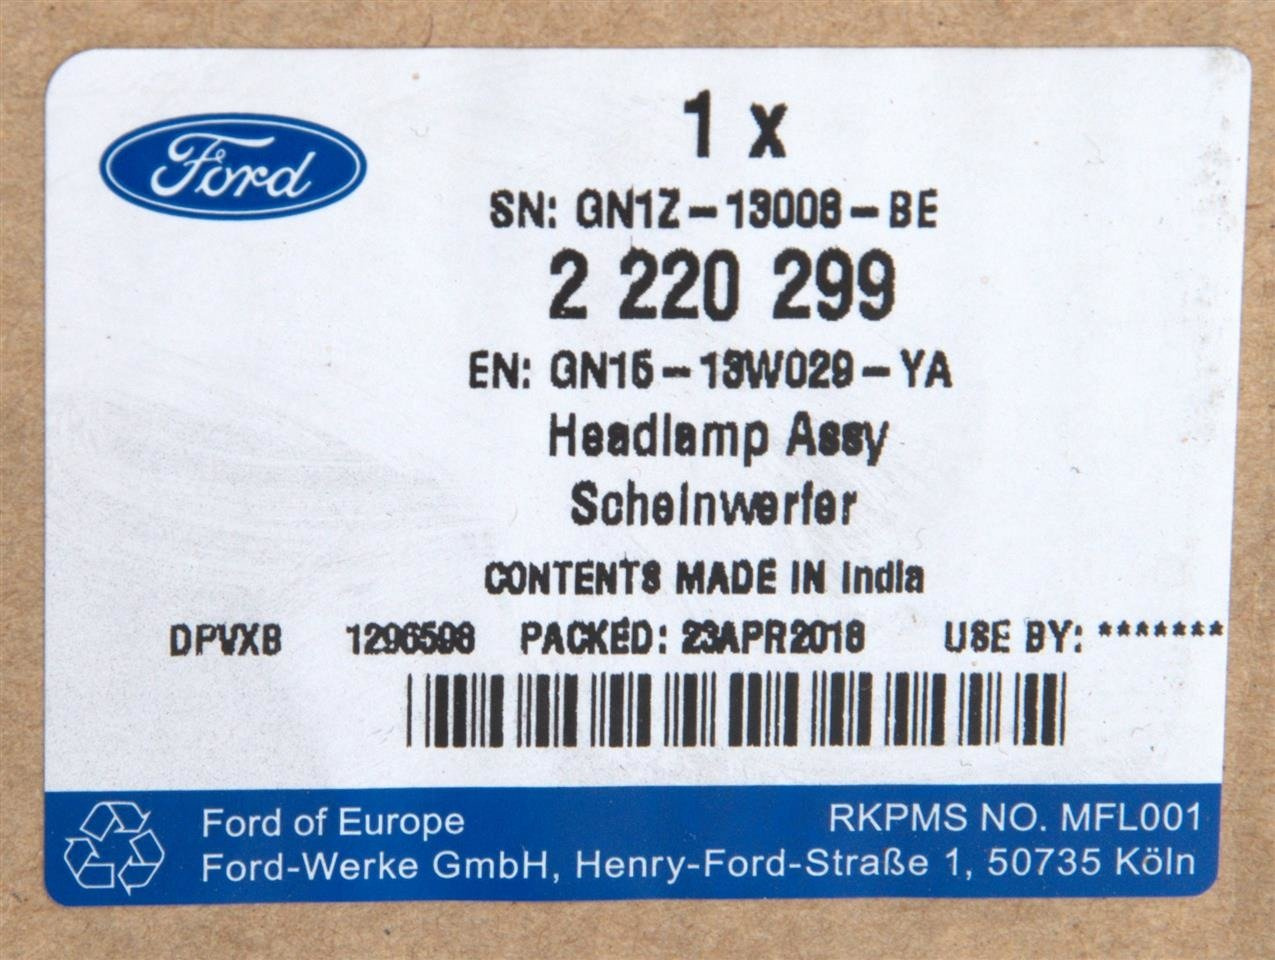 Ford
1 x
SN: GN1Z-13008-BE
2 220 299
EN: GN15-13W029-YA
Headlamp Assy
Scheinwerfer
CONTENTS MADE IN India
DPVXB 1296598 PACKED: 23APR2018 USE BY: *******
Ford of Europe
RKPMS NO. MFL001
Ford-Werke GmbH, Henry-Ford-Straße 1, 50735 Köln